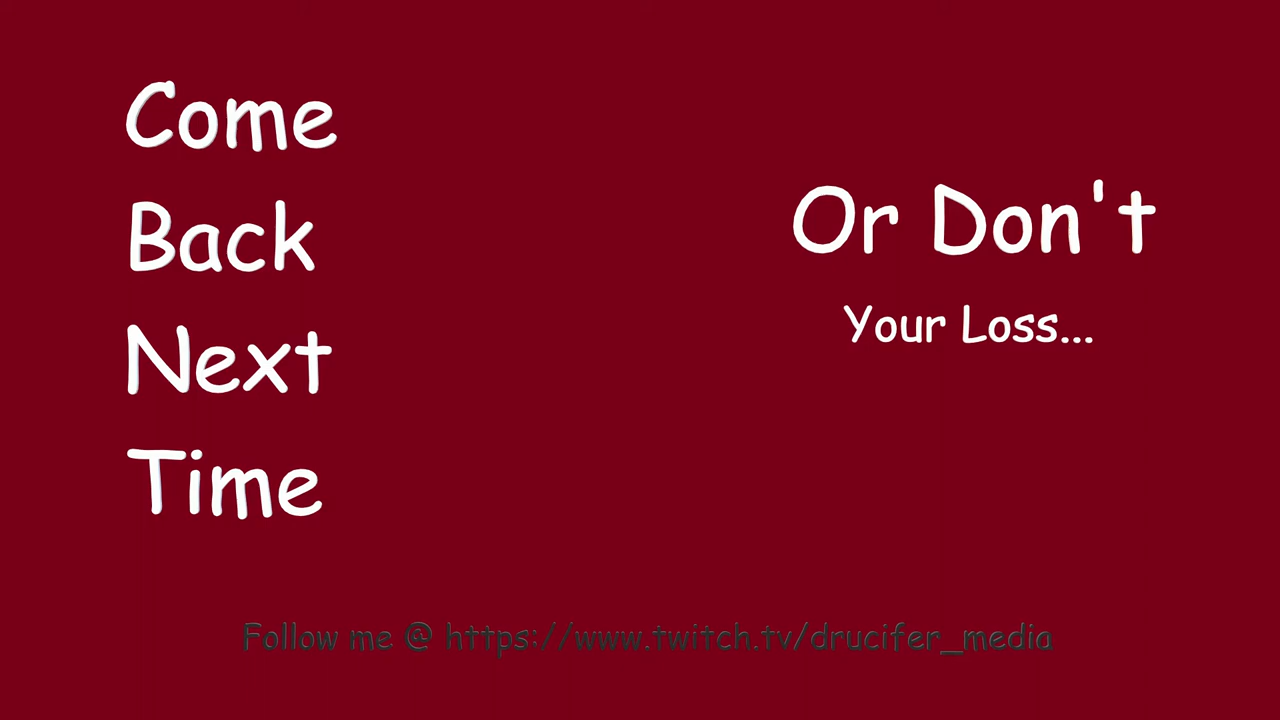 Come
Back
Next
Time
Or Don't
Your Loss...
Follow me @ https://www.twitch.tv/drucifer_media